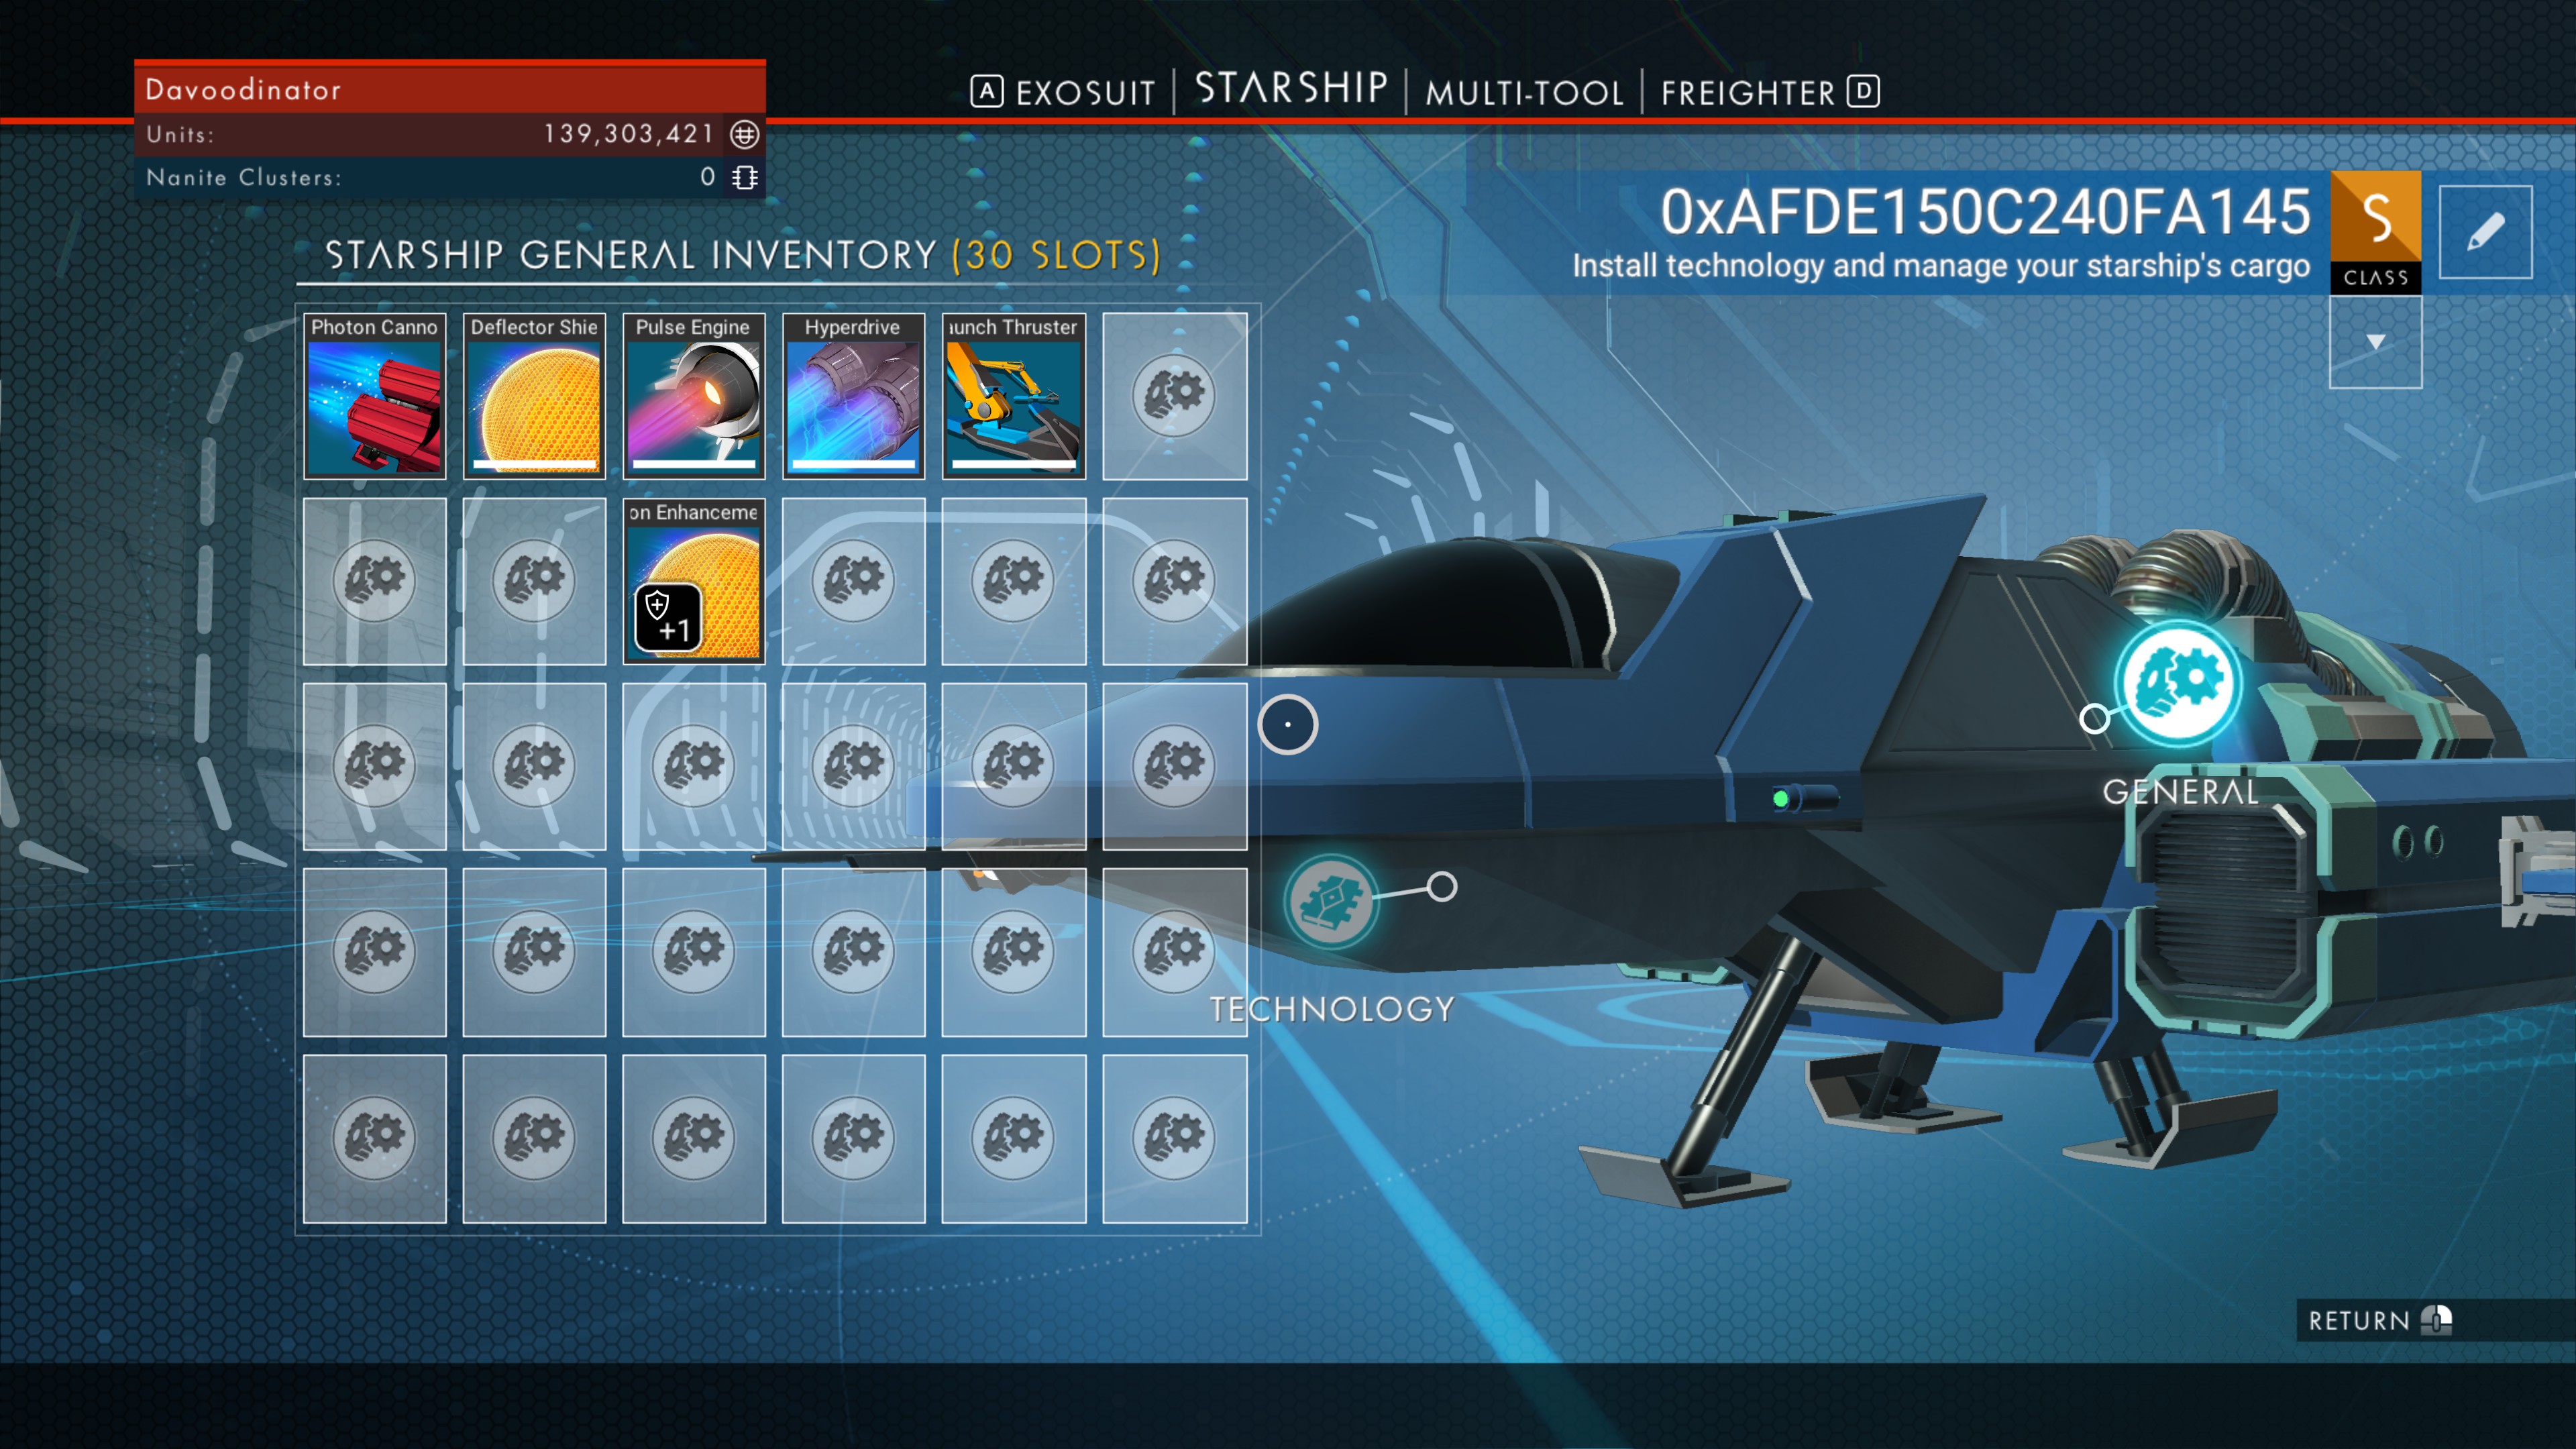 Davoodinator
Units: 139,303,421
Nanite Clusters: 0
A EXOSUIT STARSHIP MULTI-TOOL FREIGHTER D
0xAFDE150C240FA145
Install technology and manage your starship's cargo
S
CLASS
STARSHIP GENERAL INVENTORY (30 SLOTS)
Photon Canno
Deflector Shie
Pulse Engine
Hyperdrive
aunch Thruster
on Enhanceme
+1
GENERAL
TECHNOLOGY
RETURN